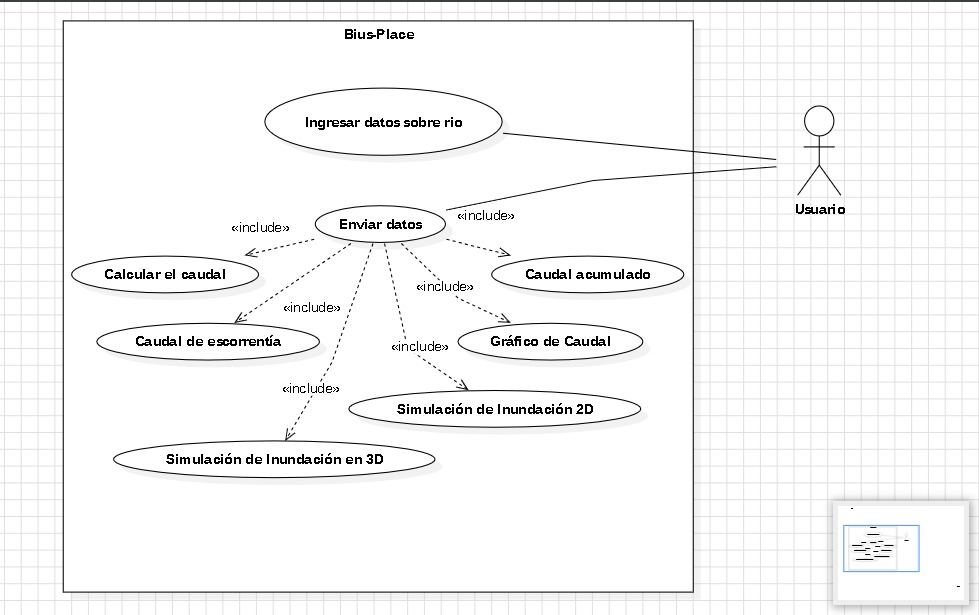 Bius-Place
Ingresar datos sobre rio
Usuario
Enviar datos
«include»
«include»
Calcular el caudal
Caudal acumulado
«include»
«include»
Caudal de escorrentía
Gráfico de Caudal
«include»
«include»
Simulación de Inundación 2D
Simulación de Inundación en 3D